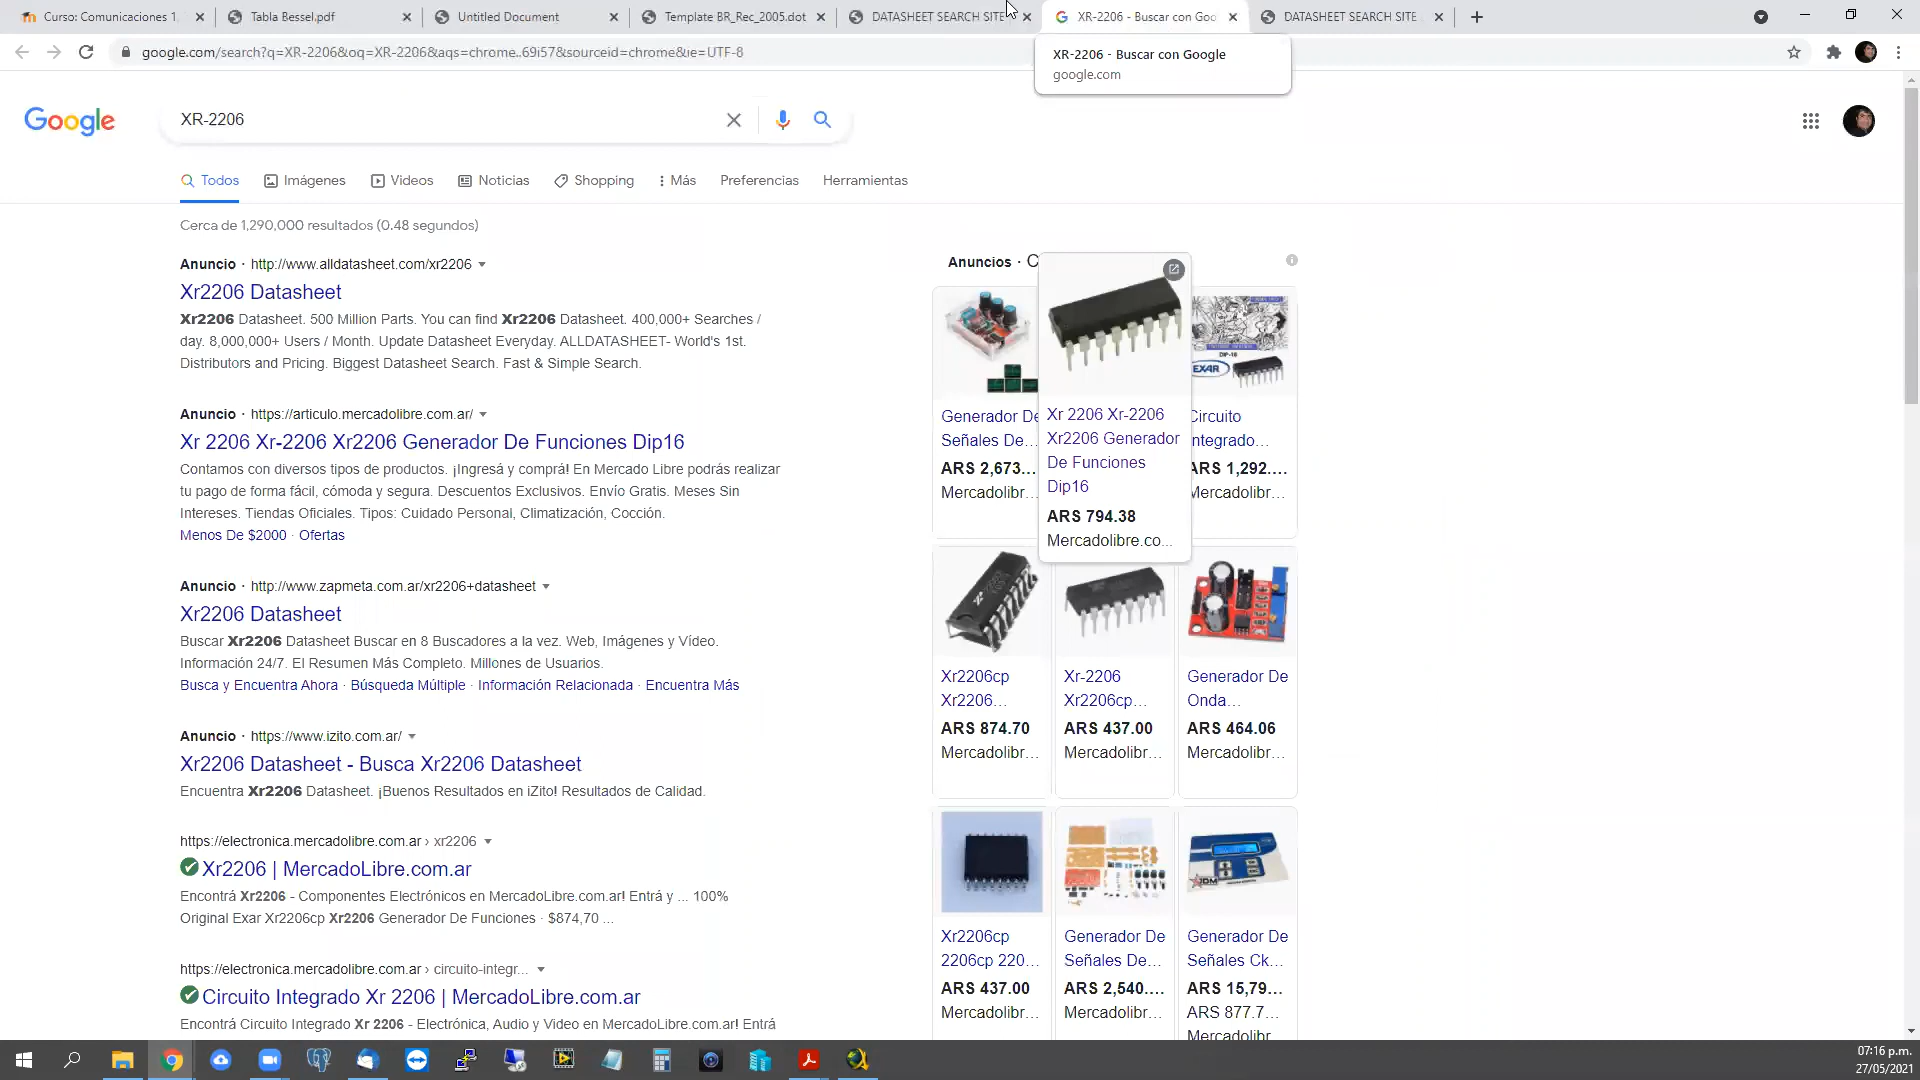 Curso: Comunicaciones 1
Tabla Bessel.pdf
Untitled Document
Template BR_Rec_2005.dot
DATASHEET SEARCH SITE
XR-2206 - Buscar con Goo
DATASHEET SEARCH SITE
google.com/search?q=XR-2206&oq=XR-2206&aqs=chrome..69i57&sourceid=chrome&ie=UTF-8
XR-2206 - Buscar con Google
google.com
Google
XR-2206
Todos
Imágenes
Videos
Noticias
Shopping
Más
Preferencias
Herramientas
Cerca de 1,290,000 resultados (0.48 segundos)
Anuncio · http://www.alldatasheet.com/xr2206
Xr2206 Datasheet
Xr2206 Datasheet. 500 Million Parts. You can find Xr2206 Datasheet. 400,000+ Searches /
day. 8,000,000+ Users / Month. Update Datasheet Everyday. ALLDATASHEET- World's 1st.
Distributors and Pricing. Biggest Datasheet Search. Fast & Simple Search.
Anuncio · https://articulo.mercadolibre.com.ar/
Xr 2206 Xr-2206 Xr2206 Generador De Funciones Dip16
Contamos con diversos tipos de productos. ¡Ingresá y comprá! En Mercado Libre podrás realizar
tu pago de forma fácil, cómoda y segura. Descuentos Exclusivos. Envío Gratis. Meses Sin
Intereses. Tiendas Oficiales. Tipos: Cuidado Personal, Climatización, Cocción.
Menos De $2000 · Ofertas
Anuncio · http://www.zapmeta.com.ar/xr2206+datasheet
Xr2206 Datasheet
Buscar Xr2206 Datasheet Buscar en 8 Buscadores a la vez. Web, Imágenes y Vídeo.
Información 24/7. El Resumen Más Completo. Millones de Usuarios.
Busca y Encuentra Ahora · Búsqueda Múltiple · Información Relacionada · Encuentra Más
Anuncio · https://www.izito.com.ar/
Xr2206 Datasheet - Busca Xr2206 Datasheet
Encuentra Xr2206 Datasheet. ¡Buenos Resultados en iZito! Resultados de Calidad.
https://electronica.mercadolibre.com.ar › xr2206
Xr2206 | MercadoLibre.com.ar
Encontrá Xr2206 - Componentes Electrónicos en MercadoLibre.com.ar! Entrá y ... 100%
Original Exar Xr2206cp Xr2206 Generador De Funciones · $874,70 ...
https://electronica.mercadolibre.com.ar › circuito-integr...
Circuito Integrado Xr 2206 | MercadoLibre.com.ar
Encontrá Circuito Integrado Xr 2206 - Electrónica, Audio y Video en MercadoLibre.com.ar! Entrá
Anuncios · C
Generador De
Señales De...
ARS 2,673...
Mercadolibr...
Xr 2206 Xr-2206
Xr2206 Generador
De Funciones
Dip16
ARS 794.38
Mercadolibre.co...
DIP-16
EXAR
Circuito
ntegrado...
ARS 1,292....
Mercadolibr...
Xr2206cp
Xr2206...
ARS 874.70
Mercadolibr...
Xr-2206
Xr2206cp...
ARS 437.00
Mercadolibr...
Generador De
Onda...
ARS 464.06
Mercadolibr...
Xr2206cp
2206cp 220...
ARS 437.00
Mercadolibr...
Generador De
Señales De...
ARS 2,540....
Mercadolibr...
JDM
Generador De
Señales Ck...
ARS 15,79...
ARS 877.7...
Mercadolibr
07:16 p.m.
27/05/2021